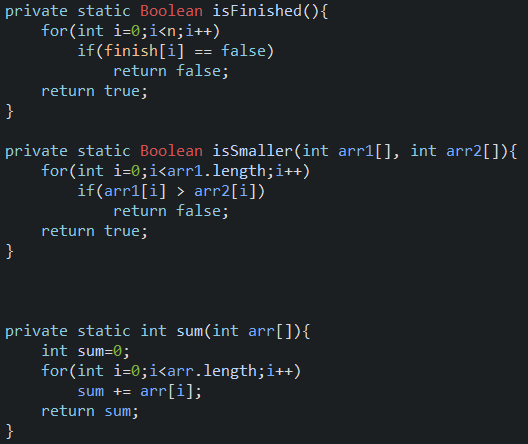 private static Boolean isFinished(){
    for(int i=0;i<n;i++)
        if(finish[i] == false)
            return false;
    return true;
}

private static Boolean isSmaller(int arr1[], int arr2[]){
    for(int i=0;i<arr1.length;i++)
        if(arr1[i] > arr2[i])
            return false;
    return true;
}

private static int sum(int arr[]){
    int sum=0;
    for(int i=0;i<arr.length;i++)
        sum += arr[i];
    return sum;
}